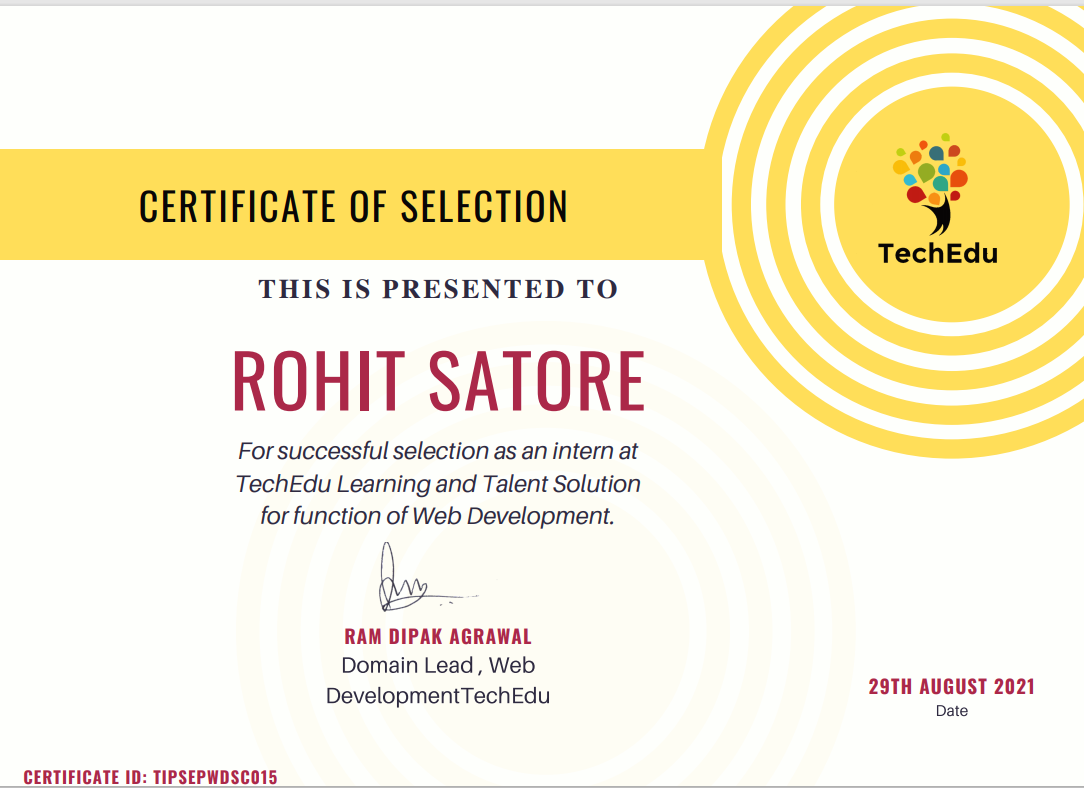 CERTIFICATE OF SELECTION
TechEdu
THIS IS PRESENTED TO
ROHIT SATORE
For successful selection as an intern at
TechEdu Learning and Talent Solution
for function of Web Development.
RAM DIPAK AGRAWAL
Domain Lead , Web
DevelopmentTechEdu
29TH AUGUST 2021
Date
CERTIFICATE ID: TIPSEPWDSC015